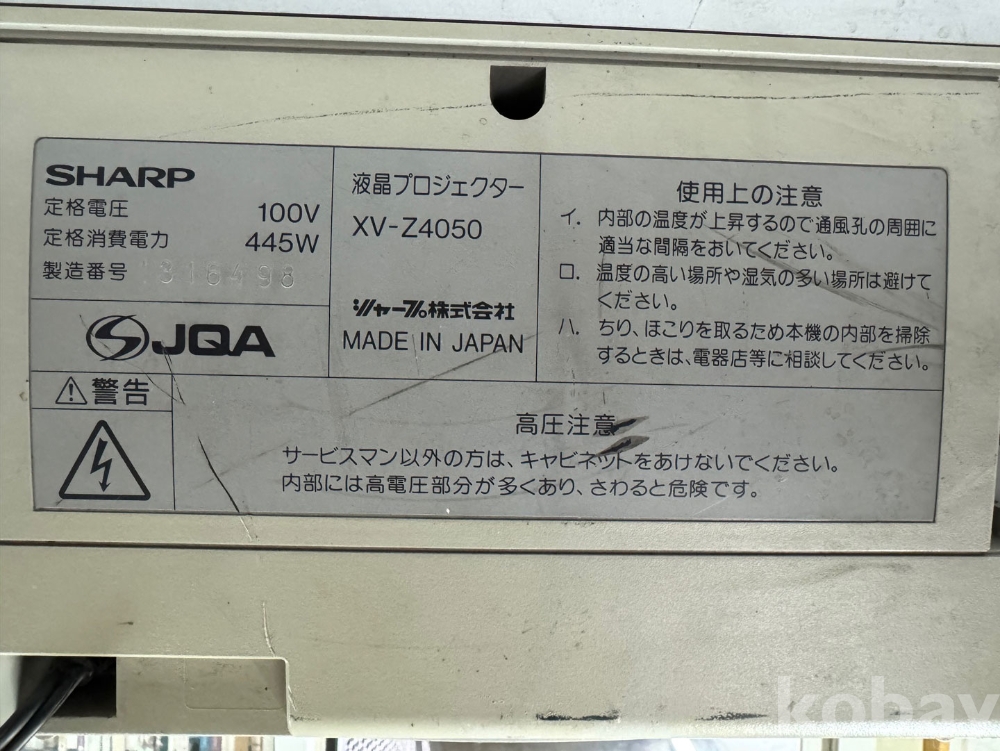 SHARP
定格電圧 100V
定格消費電力 445W
製造番号 316498
JQA
液晶プロジェクター
XV-Z4050
シャープ株式会社
MADE IN JAPAN
使用上の注意
イ. 内部の温度が上昇するので通風孔の周囲に
適当な間隔をおいてください。
ロ. 温度の高い場所や湿気の多い場所は避けて
ください。
ハ. ちり、ほこりを取るため本機の内部を掃除
するときは、電器店等に相談してください。
警告
高圧注意
サービスマン以外の方は、キャビネットをあけないでください。
内部には高電圧部分が多くあり、さわると危険です。
kobay